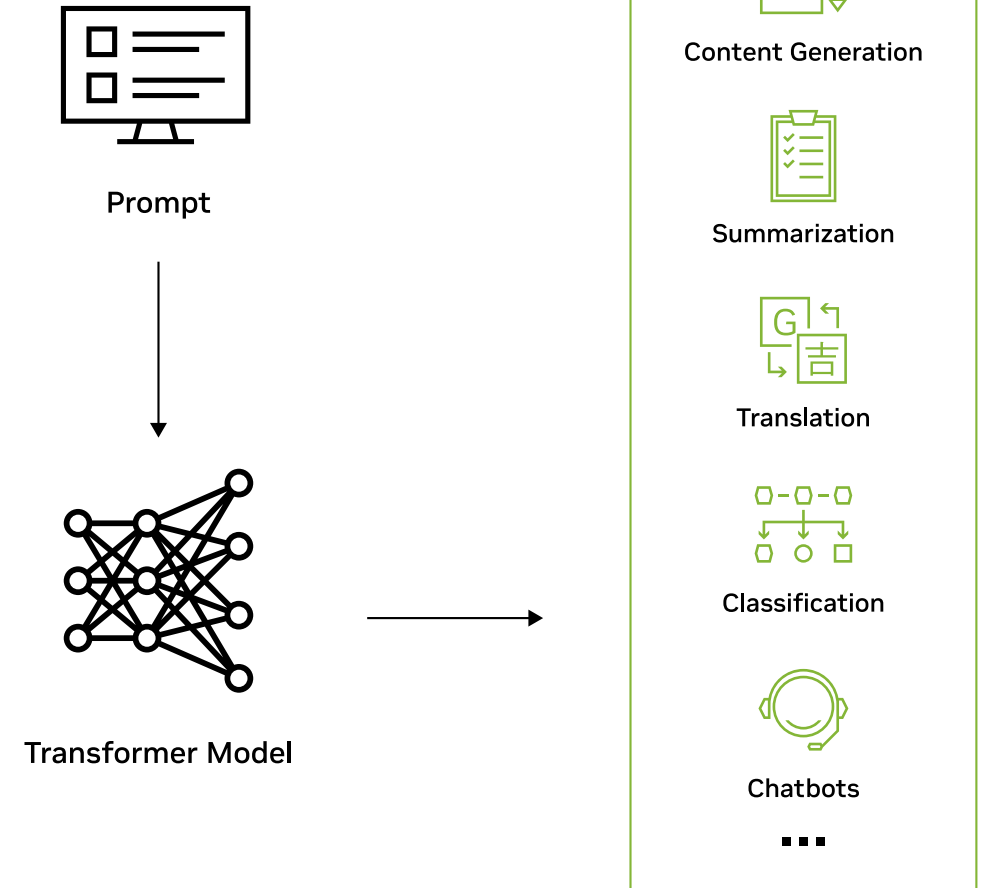 Prompt
Transformer Model
Content Generation
Summarization
G
吉
Translation
Classification
Chatbots
...